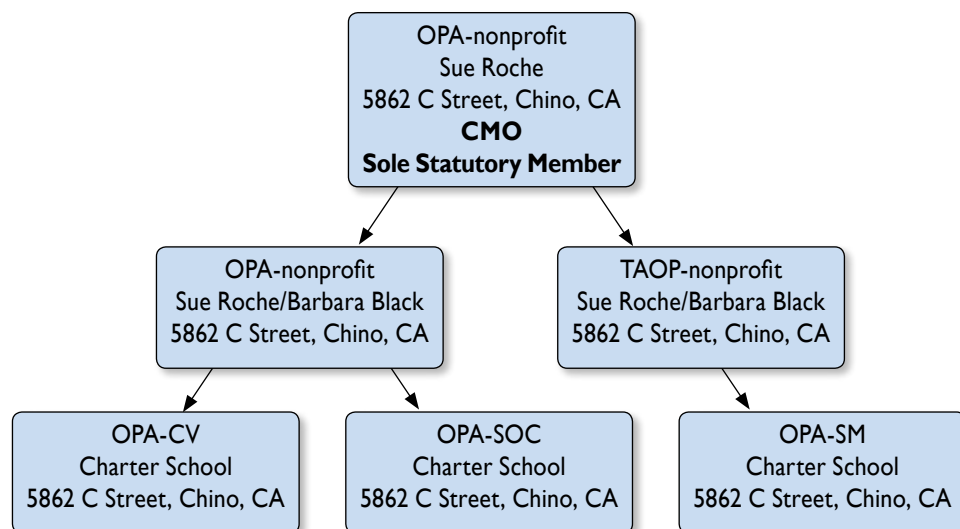 OPA-nonprofit
Sue Roche
5862 C Street, Chino, CA
CMO
Sole Statutory Member
OPA-nonprofit
Sue Roche/Barbara Black
5862 C Street, Chino, CA
TAOP-nonprofit
Sue Roche/Barbara Black
5862 C Street, Chino, CA
OPA-CV
Charter School
5862 C Street, Chino, CA
OPA-SOC
Charter School
5862 C Street, Chino, CA
OPA-SM
Charter School
5862 C Street, Chino, CA